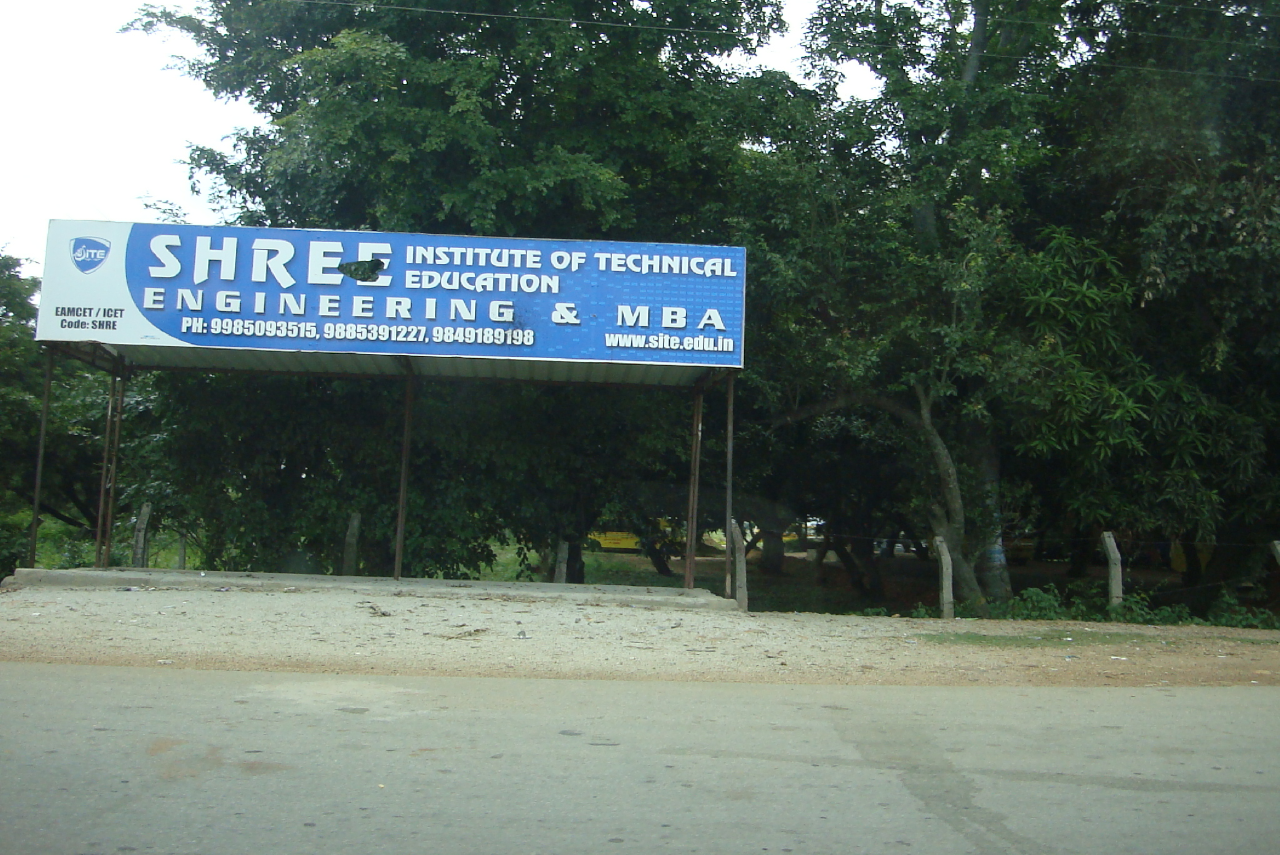 SITE
EAMCET / ICET
Code: SHRE
SHREE INSTITUTE OF TECHNICAL
EDUCATION
ENGINEERING & MBA
PH: 9985093515, 9885391227, 9849189198
www.site.edu.in